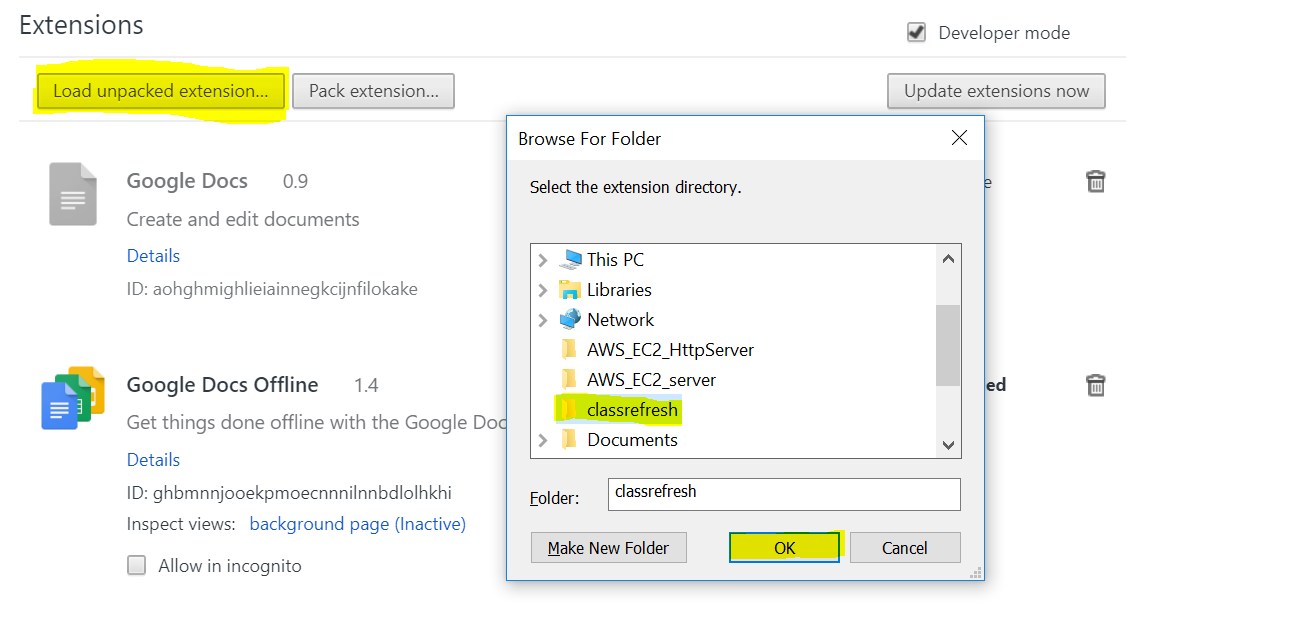 Extensions
Developer mode
Load unpacked extension...
Pack extension...
Update extensions now
Google Docs 0.9
Create and edit documents
Details
ID: aohghmighlieiainnegkcijnfilokake
Google Docs Offline 1.4
Get things done offline with the Google Doc
Details
ID: ghbmnnjooekpmoecnnnilnnbdlolhkhi
Inspect views: background page (Inactive)
Allow in incognito
Browse For Folder
Select the extension directory.
This PC
Libraries
Network
AWS_EC2_HttpServer
AWS_EC2_server
classrefresh
Documents
Folder: classrefresh
Make New Folder
OK
Cancel
e
ed